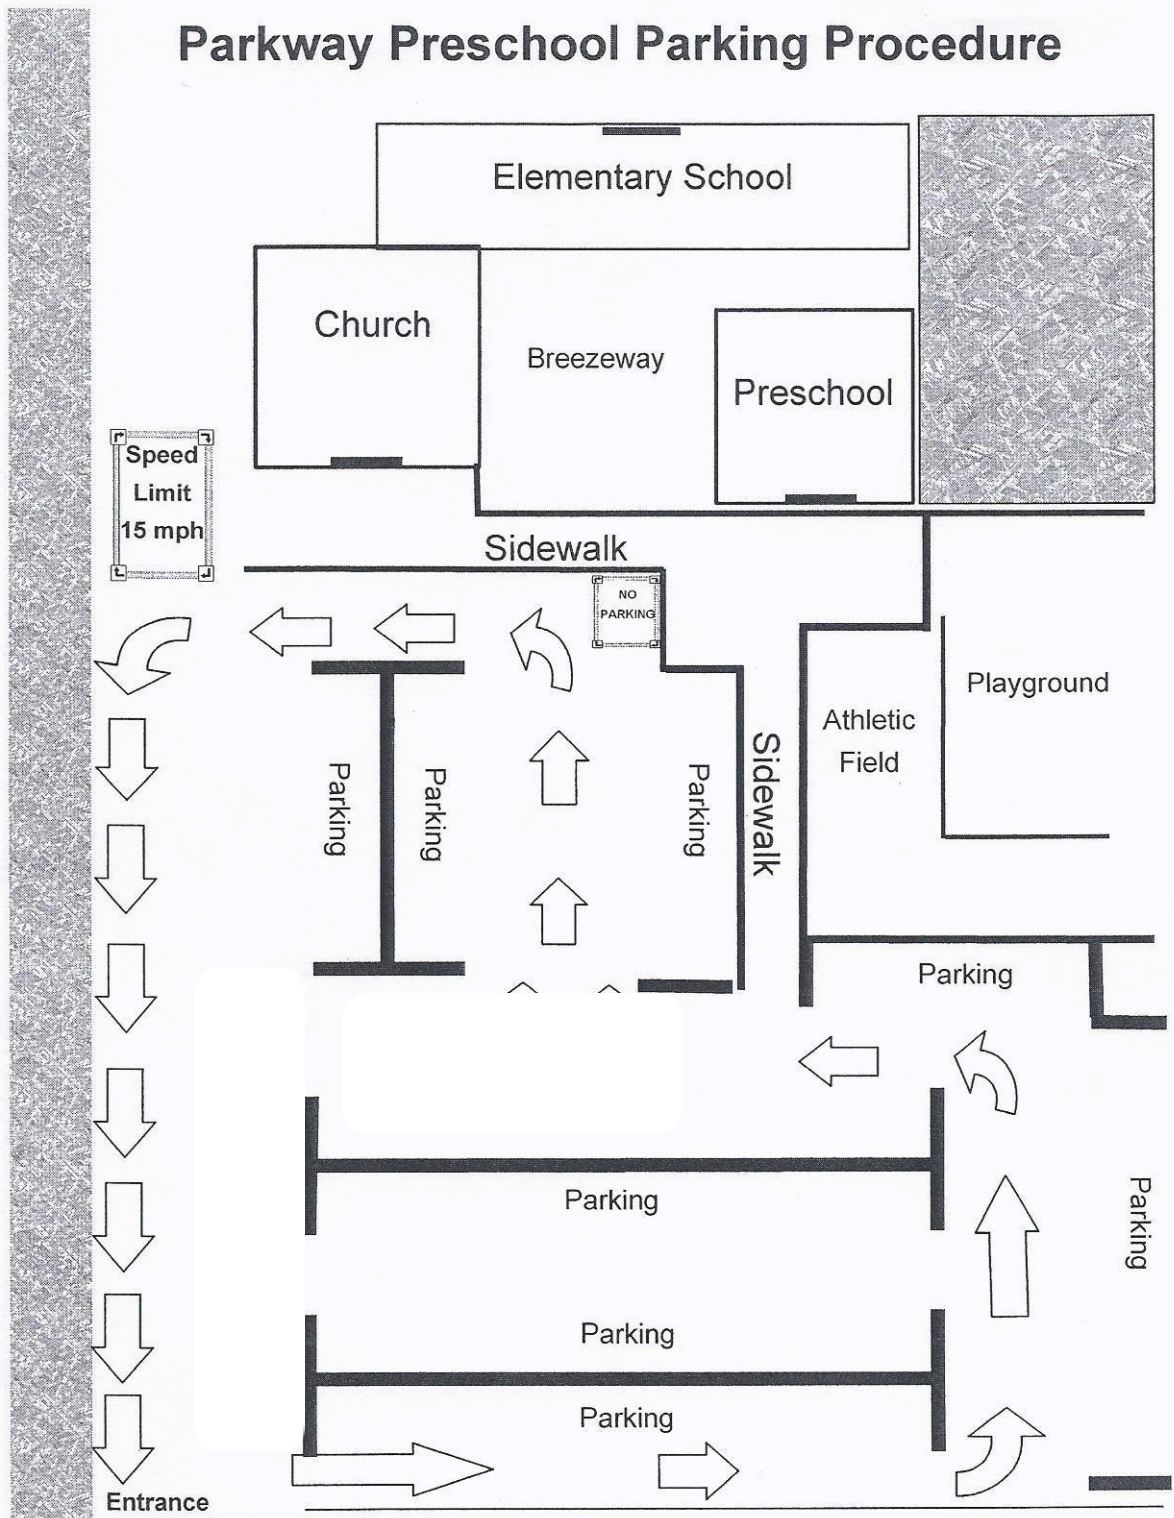 Parkway Preschool Parking Procedure
Elementary School
Church
Breezeway
Preschool
Speed
Limit
15 mph
Sidewalk
NO
PARKING
Playground
Athletic
Field
Parking
Parking
Parking
Sidewalk
Parking
Parking
Parking
Parking
Parking
Entrance